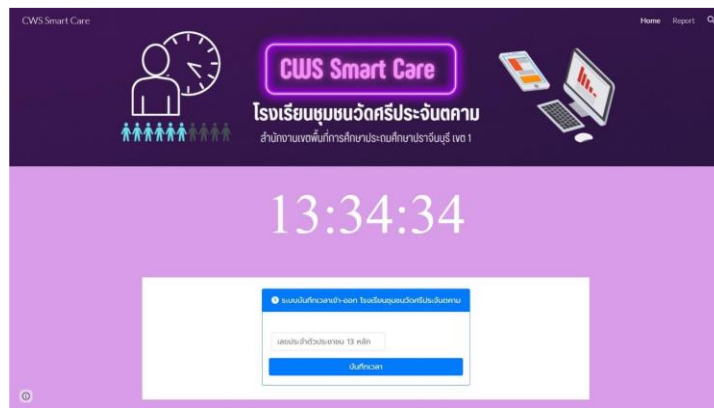 CWS Smart Care
Home Report
CWS Smart Care
โรงเรียนชุมชนวัดศรีประจันตคาม
สำนักงานเขตพื้นที่การศึกษาประถมศึกษาปราจีนบุรี เขต 1
13:34:34
ระบบบันทึกเวลาเข้า-ออก โรงเรียนชุมชนวัดศรีประจันตคาม
เลขประจำตัวประชาชน 13 หลัก
บันทึกเวลา